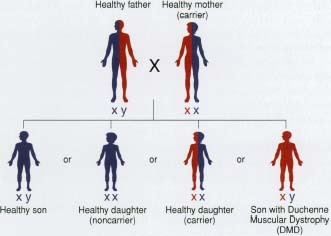 Healthy father
Healthy mother
(carrier)
X
x y
x x
or
or
or
x y
x x
x x
x y
Healthy son
Healthy daughter
(noncarrier)
Healthy daughter
(carrier)
Son with Duchenne
Muscular Dystrophy
(DMD)